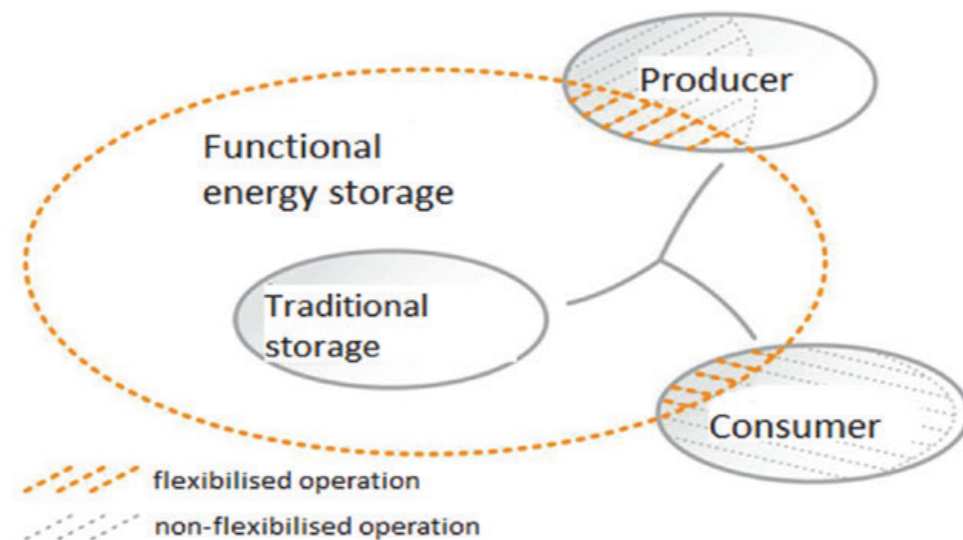 Producer
Functional
energy storage
Traditional
storage
Consumer
flexibilised operation
non-flexibilised operation